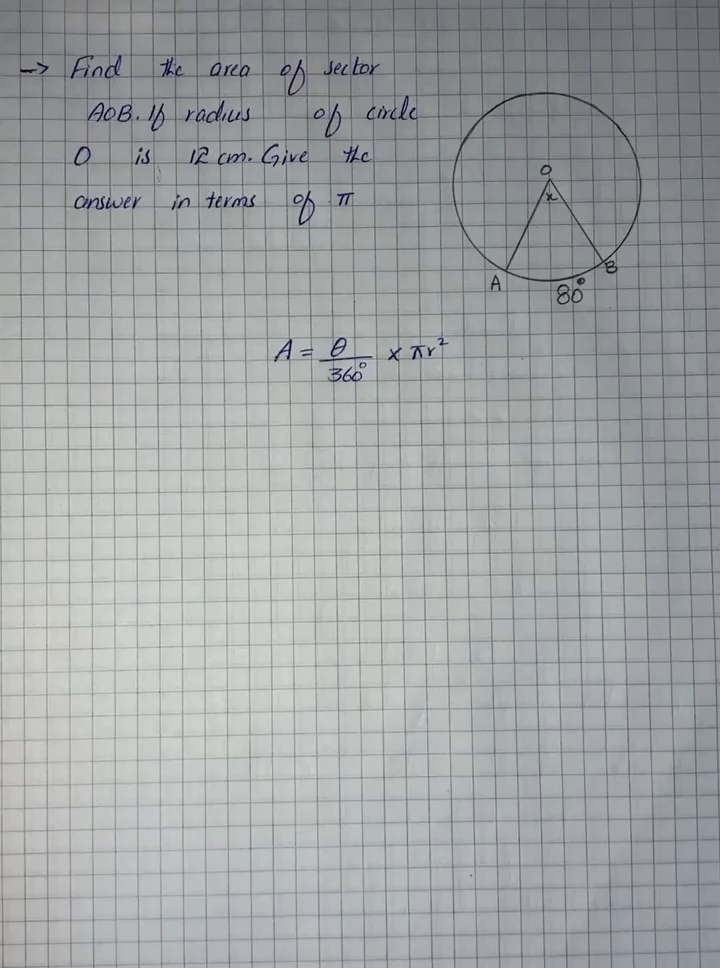 → Find the area of sector
AOB. If radius of circle
O is 12 cm. Give the
answer in terms of π
O
x
A
B
80°
A = θ/360° × πr²